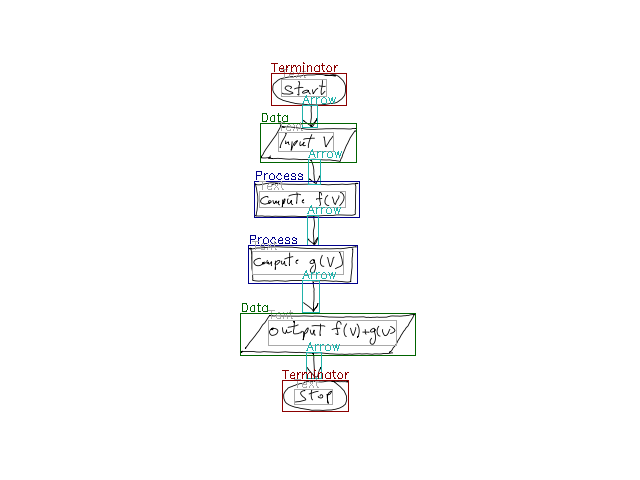 Terminator
Text
Start
Arrow
Data
Text
Input V
Arrow
Process
Text
Compute f(V)
Arrow
Process
Text
Compute g(V)
Arrow
Data
Text
Output f(V)+g(V)
Arrow
Terminator
Text
Stop